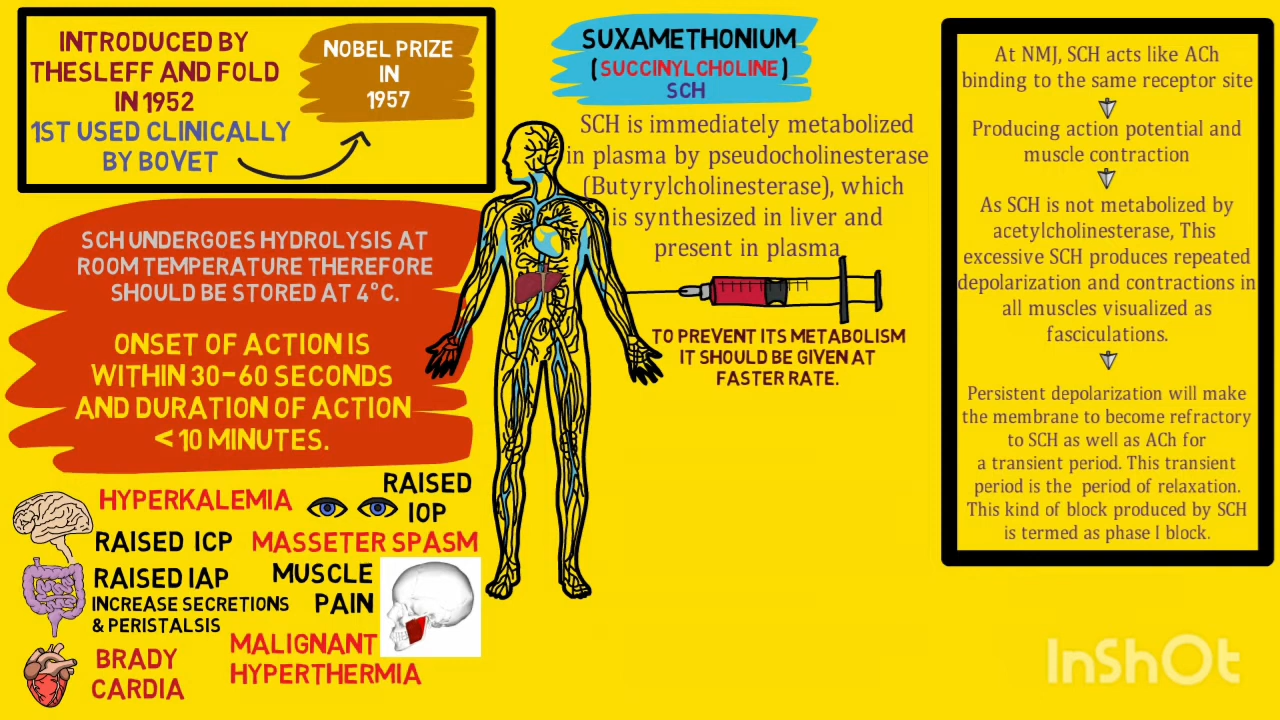 INTRODUCED BY
THESLEFF AND FOLD
IN 1952
1ST USED CLINICALLY
BY BOVET
NOBEL PRIZE
IN
1957
SUXAMETHONIUM
(SUCCINYLCHOLINE)
SCH
SCH is immediately metabolized
in plasma by pseudocholinesterase
(Butyrylcholinesterase), which
is synthesized in liver and
present in plasma
TO PREVENT ITS METABOLISM
IT SHOULD BE GIVEN AT
FASTER RATE.
At NMJ, SCH acts like ACh
binding to the same receptor site
Producing action potential and
muscle contraction
As SCH is not metabolized by
acetylcholinesterase, This
excessive SCH produces repeated
depolarization and contractions in
all muscles visualized as
fasciculations.
Persistent depolarization will make
the membrane to become refractory
to SCH as well as ACh for
a transient period. This transient
period is the period of relaxation.
This kind of block produced by SCH
is termed as phase I block.
SCH UNDERGOES HYDROLYSIS AT
ROOM TEMPERATURE THEREFORE
SHOULD BE STORED AT 4°C.
ONSET OF ACTION IS
WITHIN 30-60 SECONDS
AND DURATION OF ACTION
< 10 MINUTES.
HYPERKALEMIA
RAISED
IOP
RAISED ICP
MASSETER SPASM
RAISED IAP
INCREASE SECRETIONS
& PERISTALSIS
MUSCLE
PAIN
BRADY
CARDIA
MALIGNANT
HYPERTHERMIA
InShOt